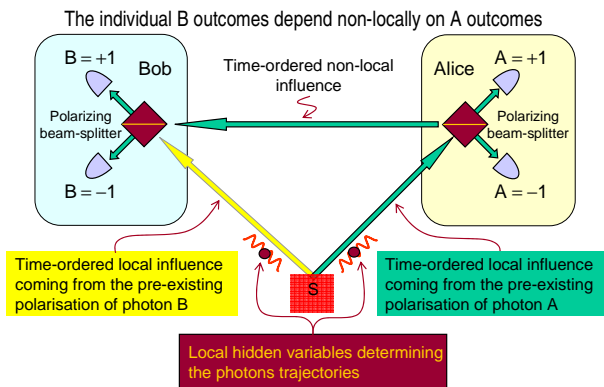 The individual B outcomes depend non-locally on A outcomes
B = +1
Bob
Polarizing
beam-splitter
B = −1
Time-ordered non-local
influence
Alice
A = +1
Polarizing
beam-splitter
A = −1
Time-ordered local influence
coming from the pre-existing
polarisation of photon B
S
Time-ordered local influence
coming from the pre-existing
polarisation of photon A
Local hidden variables determining
the photons trajectories